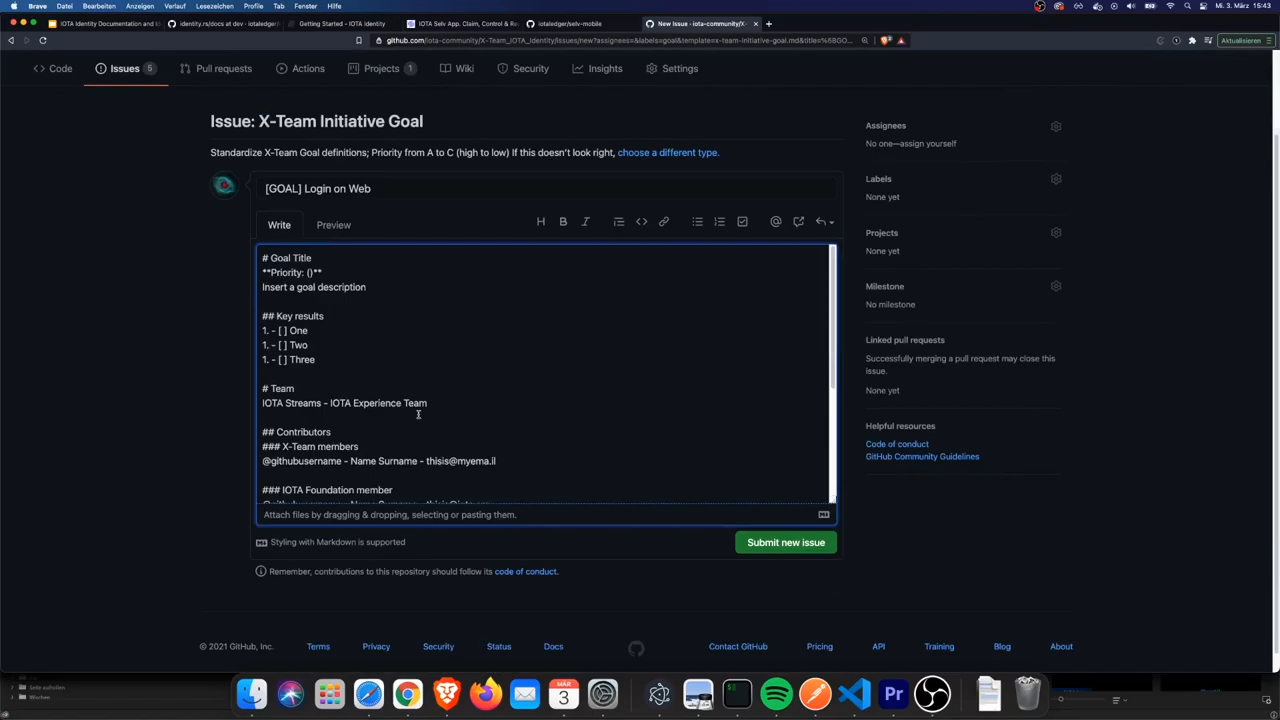 Brave Datei Bearbeiten Anzeigen Verlauf Lesezeichen Profile Tab Fenster Hilfe Mi. 3. März 15:43
IOTA Identity Documentation and I identity.rs/docs at dev · iotaledger/i Getting Started – IOTA Identity IOTA Selv App. Claim, Control & Re iotaledger/selv-mobile New Issue · iota-community/X-
github.com/iota-community/X-Team_IOTA_Identity/issues/new?assignees=&labels=goal&template=x-team-initiative-goal.md&title=%5BGO... Aktualisieren
Code Issues 5 Pull requests Actions Projects 1 Wiki Security Insights Settings
Issue: X-Team Initiative Goal
Standardize X-Team Goal definitions; Priority from A to C (high to low) If this doesn't look right, choose a different type.
[GOAL] Login on Web
Write Preview
# Goal Title
**Priority: ()**
Insert a goal description
## Key results
1. - [ ] One
1. - [ ] Two
1. - [ ] Three
# Team
IOTA Streams - IOTA Experience Team
## Contributors
### X-Team members
@githubusername - Name Surname - thisis@myema.il
### IOTA Foundation member
Attach files by dragging & dropping, selecting or pasting them.
Styling with Markdown is supported
Submit new issue
Remember, contributions to this repository should follow its code of conduct.
Assignees
No one—assign yourself
Labels
None yet
Projects
None yet
Milestone
No milestone
Linked pull requests
Successfully merging a pull request may close this
issue.
None yet
Helpful resources
Code of conduct
GitHub Community Guidelines
© 2021 GitHub, Inc. Terms Privacy Security Status Docs Contact GitHub Pricing API Training Blog About
Seite aufteilen
Wochen
MÄR
3
Pr